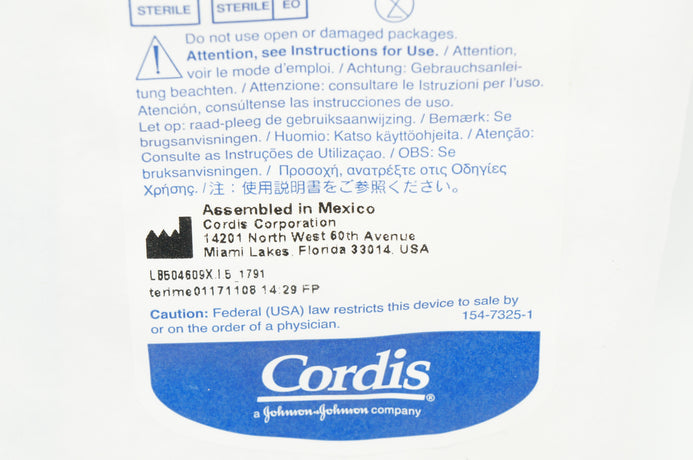 STERILE STERILE EO
Do not use open or damaged packages.
Attention, see Instructions for Use. / Attention,
voir le mode d'emploi. / Achtung: Gebrauchsanlei-
tung beachten. / Attenzione: consultare le Istruzioni per l'uso.
Atención, consúltense las instrucciones de uso.
Let op: raad-pleeg de gebruiksaanwijzing. / Bemærk: Se
brugsanvisningen. / Huomio: Katso käyttöohjeita. / Atenção:
Consulte as Instruções de Utilizaçao. / OBS: Se
bruksanvisningen. / Προσοχή, ανατρέξτε στις Οδηγίες
Χρήσης. / 注：使用説明書をご参照ください。
Assembled in Mexico
Cordis Corporation
14201 North West 60th Avenue
Miami Lakes, Florida 33014, USA
LB504609X.I.5_1791
terime01171108 14:29 FP
Caution: Federal (USA) law restricts this device to sale by
or on the order of a physician. 154-7325-1
Cordis®
a Johnson & Johnson company